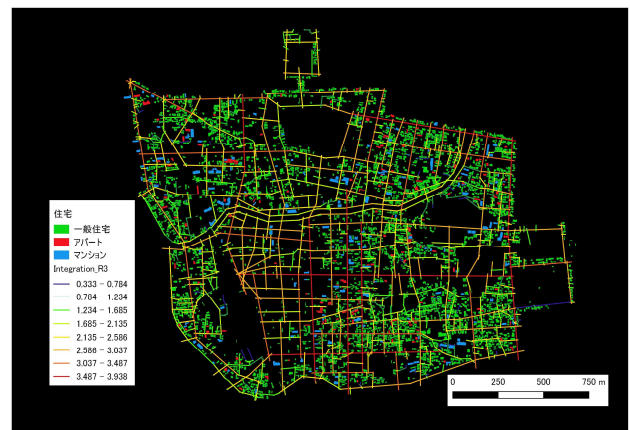 住宅
一般住宅
アパート
マンション
Integration_R3
0.333 - 0.784
0.784 - 1.234
1.234 - 1.685
1.685 - 2.135
2.135 - 2.586
2.586 - 3.037
3.037 - 3.487
3.487 - 3.938
0 250 500 750 m